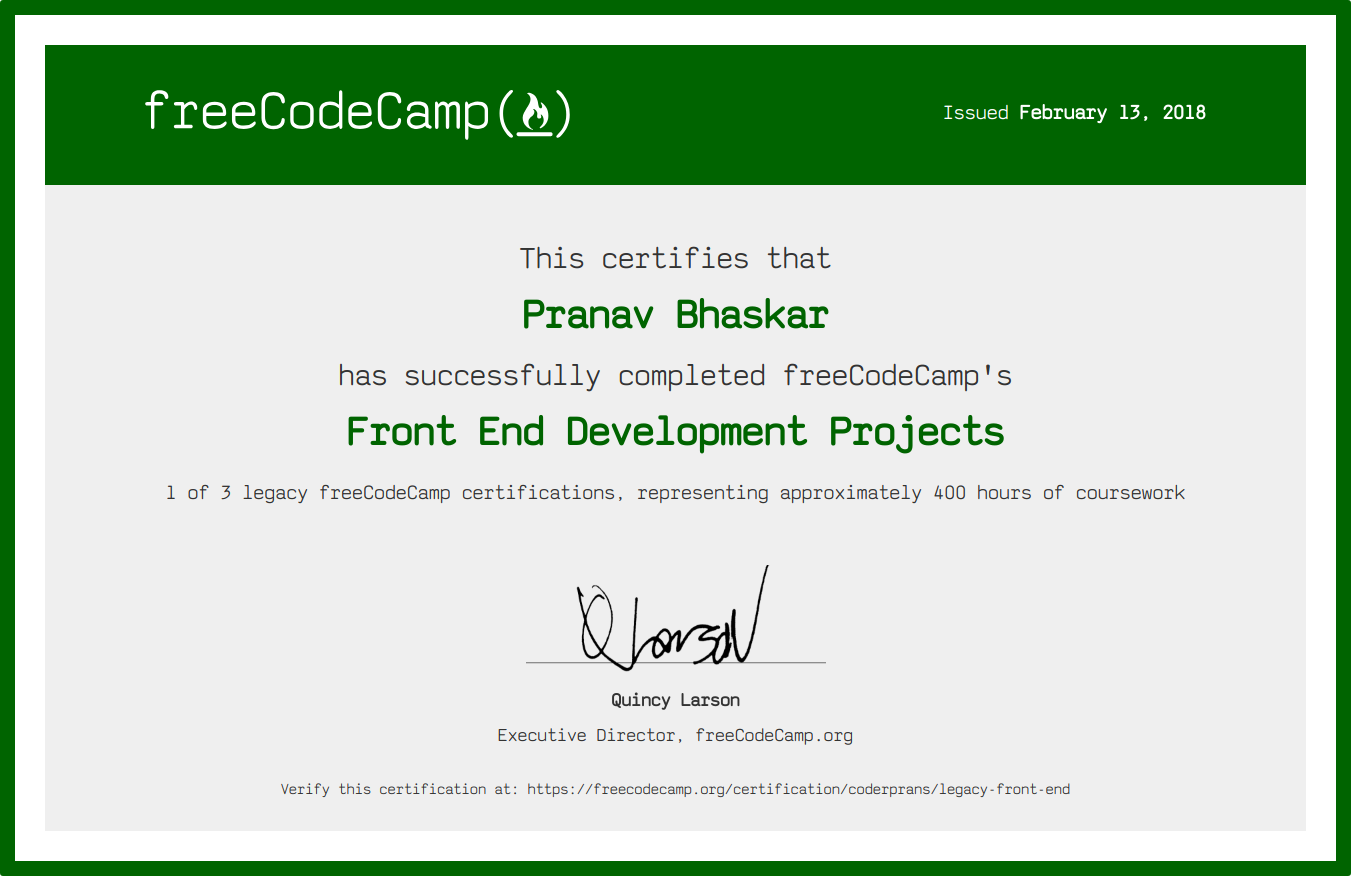 freeCodeCamp(🔥)
Issued February 13, 2018
This certifies that
Pranav Bhaskar
has successfully completed freeCodeCamp's
Front End Development Projects
1 of 3 legacy freeCodeCamp certifications, representing approximately 400 hours of coursework
Q Larson
Quincy Larson
Executive Director, freeCodeCamp.org
Verify this certification at: https://freecodecamp.org/certification/coderprans/legacy-front-end